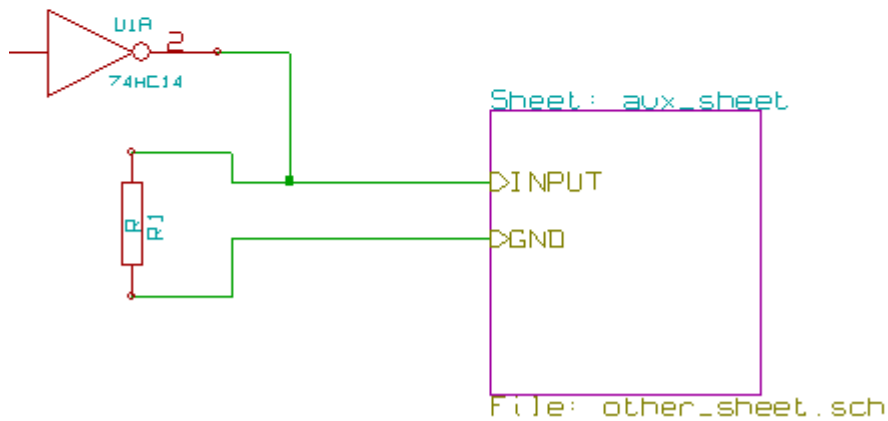 U1A
2
74HC14
Sheet: aux_sheet
INPUT
R
R1
GND
File: other_sheet.sch